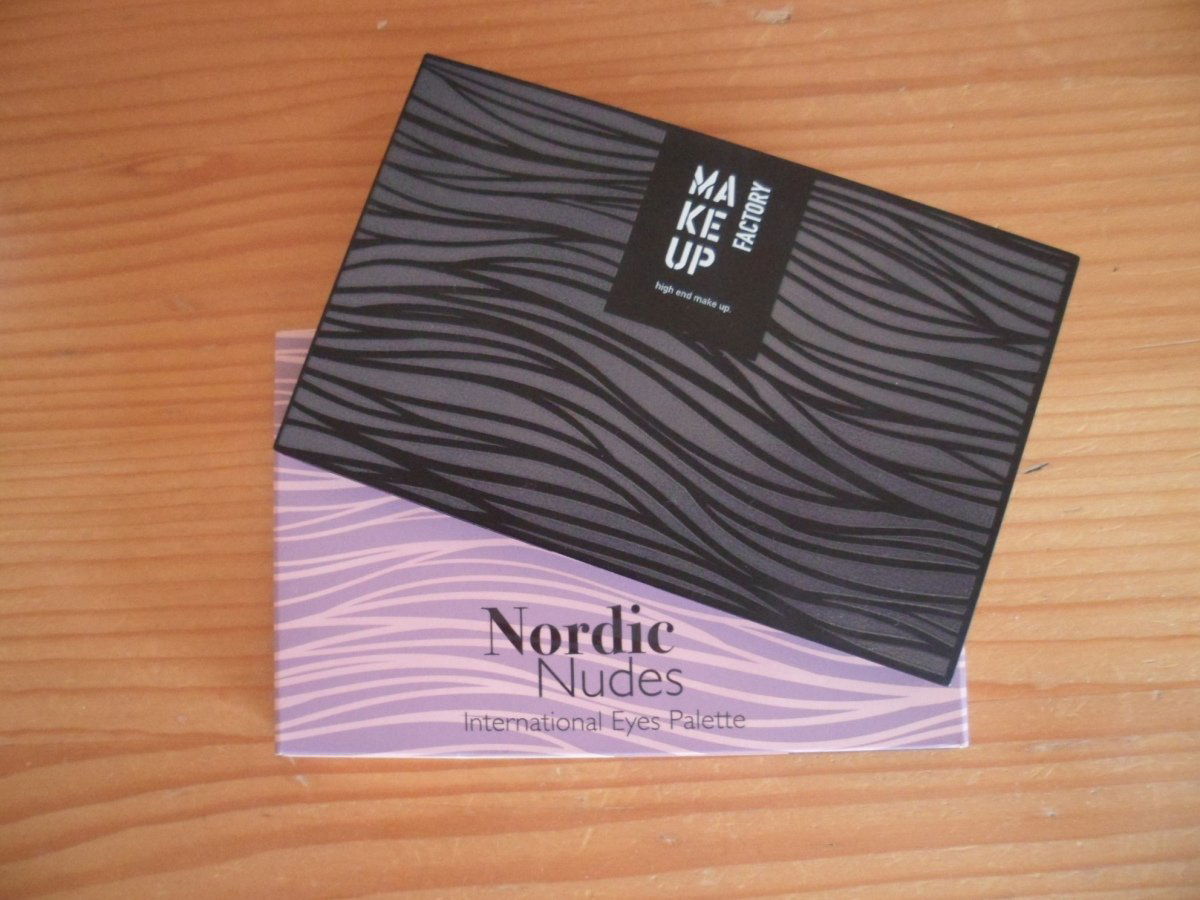 MA
KE
UP
FACTORY
high end make up.
Nordic
Nudes
International Eyes Palette